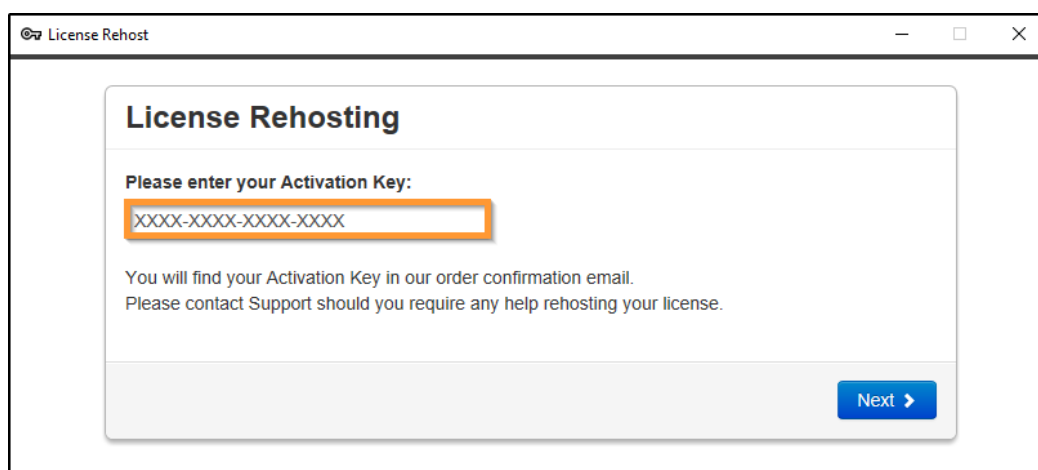 License Rehost
License Rehosting
Please enter your Activation Key:
XXXX-XXXX-XXXX-XXXX
You will find your Activation Key in our order confirmation email.
Please contact Support should you require any help rehosting your license.
Next